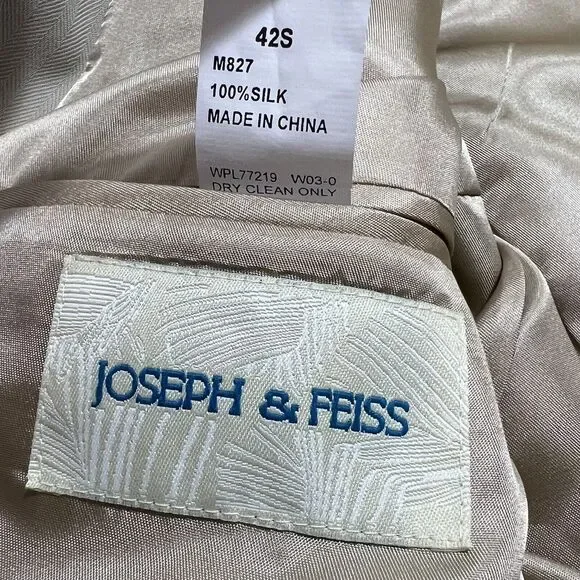 42S
M827
100%SILK
MADE IN CHINA
WPL77219 W03-0
DRY CLEAN ONLY
JOSEPH & FEISS